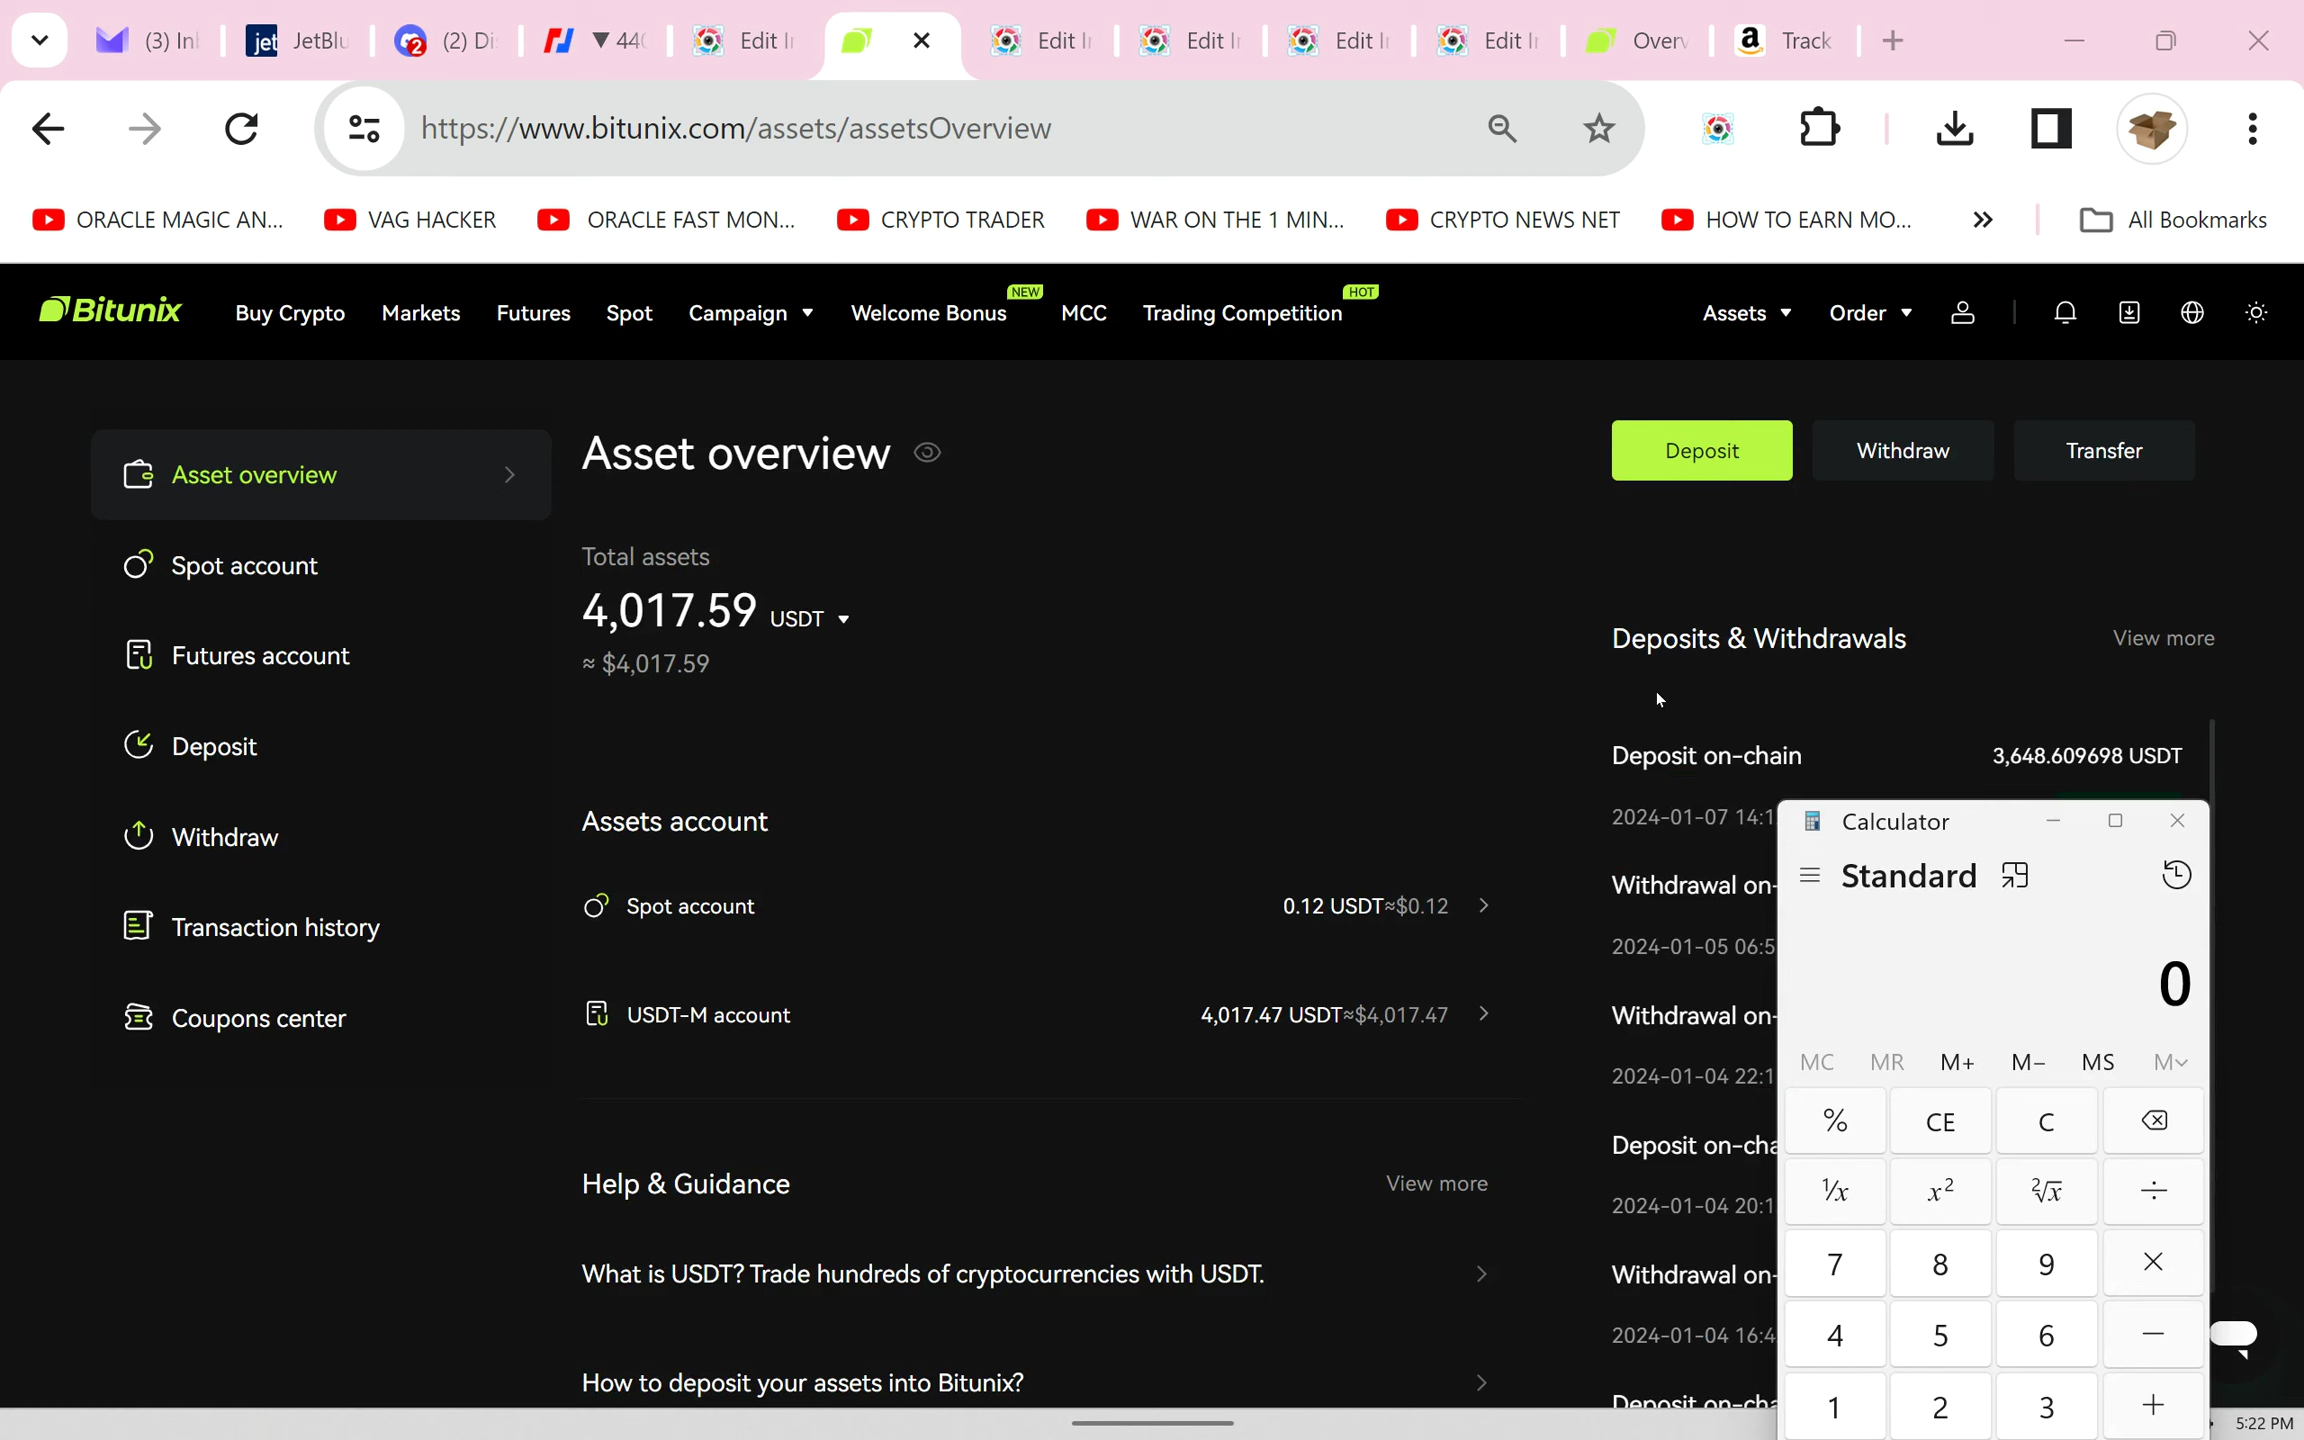 (3) In
JetBlu
2
(2) Di
▼ 44
Edit I
Edit I
Edit I
Edit I
Edit I
Over
Track
https://www.bitunix.com/assets/assetsOverview
ORACLE MAGIC AN...
VAG HACKER
ORACLE FAST MON...
CRYPTO TRADER
WAR ON THE 1 MIN...
CRYPTO NEWS NET
HOW TO EARN MO...
All Bookmarks
Bitunix
Buy Crypto
Markets
Futures
Spot
Campaign
Welcome Bonus
NEW
MCC
Trading Competition
HOT
Assets
Order
Asset overview
Spot account
Futures account
Deposit
Withdraw
Transaction history
Coupons center
Asset overview
Deposit
Withdraw
Transfer
Total assets
4,017.59 USDT
≈ $4,017.59
Assets account
Spot account
0.12 USDT≈$0.12
USDT-M account
4,017.47 USDT≈$4,017.47
Help & Guidance
View more
What is USDT? Trade hundreds of cryptocurrencies with USDT.
How to deposit your assets into Bitunix?
Deposits & Withdrawals
View more
Deposit on-chain
3,648.609698 USDT
2024-01-07 14:1
Withdrawal on-
2024-01-05 06:5
Withdrawal on-
2024-01-04 22:1
Deposit on-cha
2024-01-04 20:1
Withdrawal on-
2024-01-04 16:4
Deposit on-cha
Calculator
Standard
0
MC MR M+ M− MS M
% CE C
⅟x x² ²√x ÷
7 8 9 ×
4 5 6 −
1 2 3 +
5:22 PM